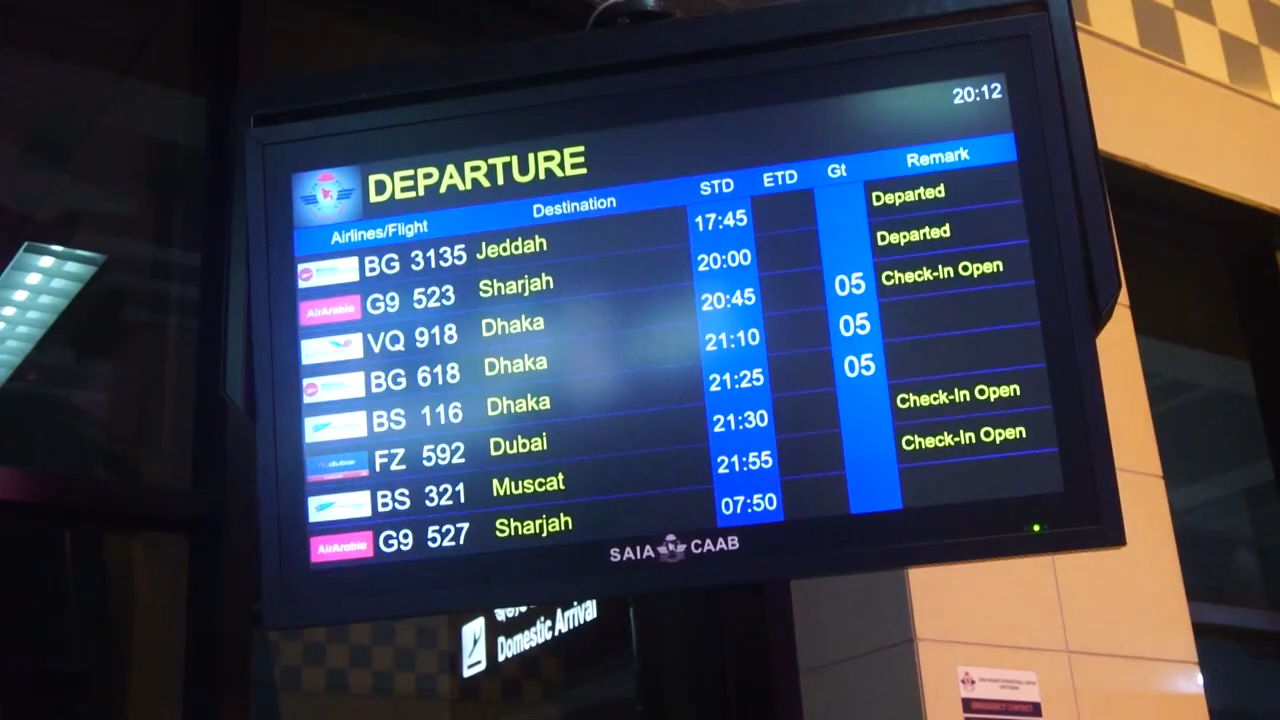 20:12
DEPARTURE
Airlines/Flight Destination STD ETD Gt Remark
BG 3135 Jeddah 17:45 Departed
AirArabia G9 523 Sharjah 20:00 Departed
VQ 918 Dhaka 20:45 05 Check-In Open
BG 618 Dhaka 21:10 05
BS 116 Dhaka 21:25 05
FZ 592 Dubai 21:30 Check-In Open
BS 321 Muscat 21:55 Check-In Open
AirArabia G9 527 Sharjah 07:50
SAIA CAAB
Domestic Arrival